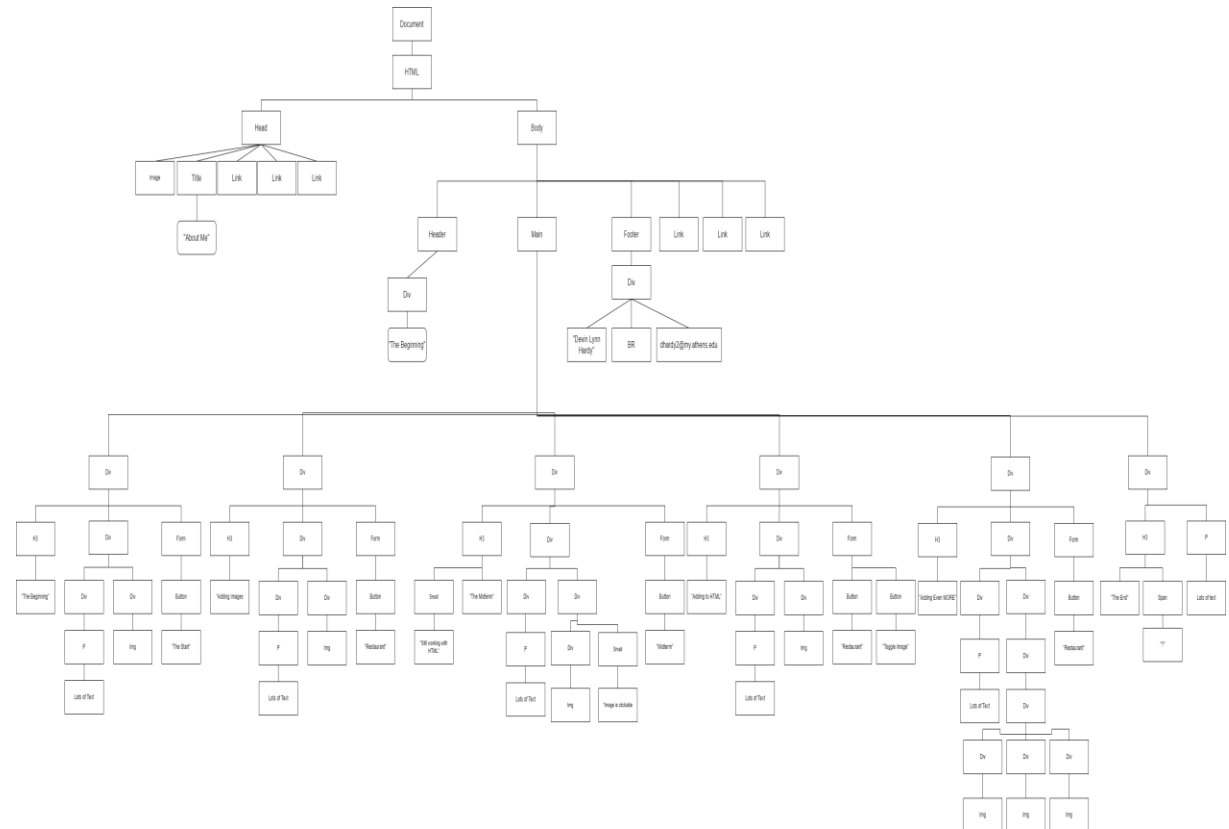 Document
HTML
Head
Body
Image
Title
Link
Link
Link
"About Me"
Header
Main
Footer
Link
Link
Link
Div
Div
"The Beginning"
"Devin Lynn
Hardy"
BR
dhardy2@my.athens.edu
Div
Div
Div
Div
Div
Div
H3
Div
Form
H3
Div
Form
H3
Div
Form
H3
Div
Form
H3
Div
Form
H3
P
"The Beginning"
Div
Div
Button
"Adding Images
Div
Div
Button
Small
"The Midterm"
Div
Div
Button
"Adding to HTML"
Div
Div
Button
Button
"Adding Even MORE"
Div
Div
Button
"The End"
Span
Lots of text
P
Img
"The Start"
P
Img
"Restaurant"
"Still working with
HTML"
P
Div
Small
"Midterm"
P
Img
"Restaurant"
"Toggle Image"
P
Div
"Restaurant"
Lots of Text
Lots of Text
Lots of Text
Img
"Image is clickable
Lots of Text
Lots of Text
Div
Div
Div
Div
Img
Img
Img